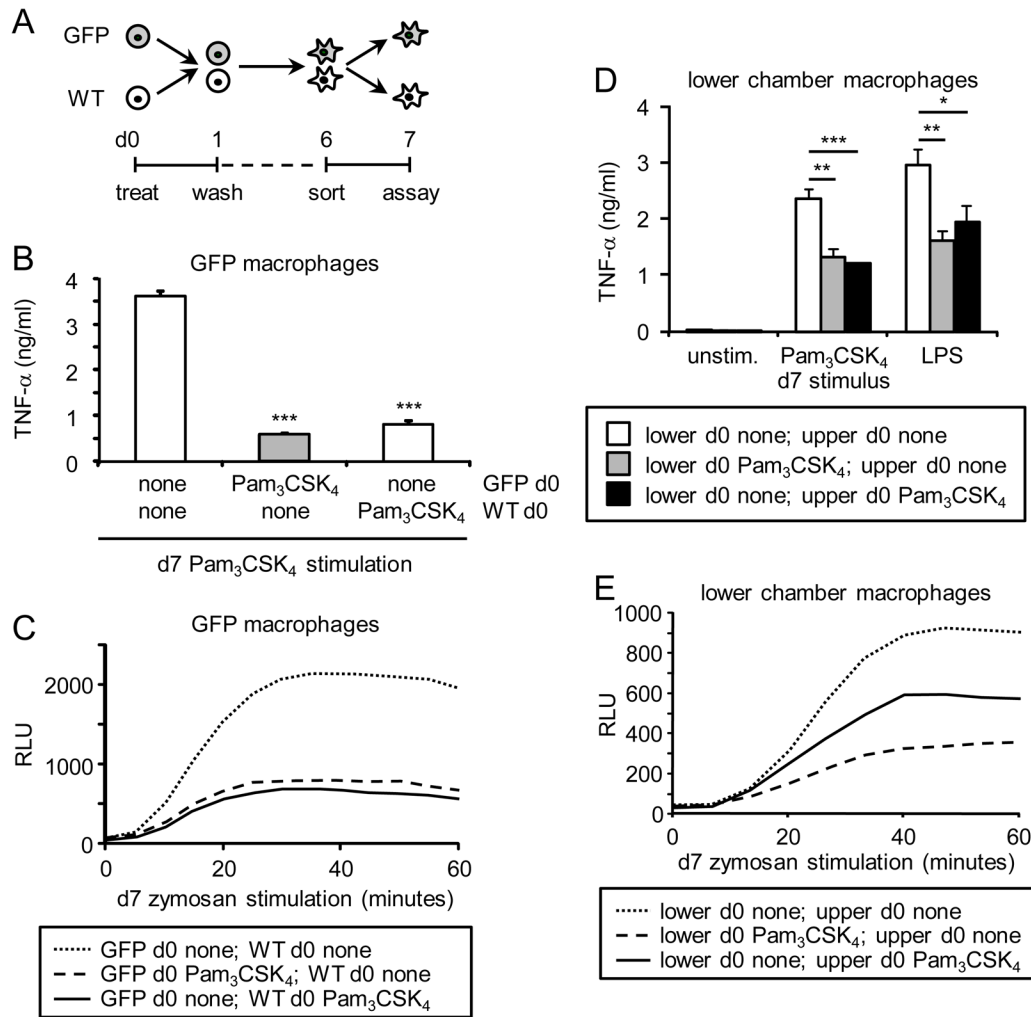 A
GFP
WT
d0 1 6 7
treat wash sort assay
B
GFP macrophages
TNF-α (ng/ml)
4
3
2
1
0
*** ***
none Pam₃CSK₄ none GFP d0
none none Pam₃CSK₄ WT d0
d7 Pam₃CSK₄ stimulation
C
GFP macrophages
RLU
2000
1000
0
0 20 40 60
d7 zymosan stimulation (minutes)
GFP d0 none; WT d0 none
GFP d0 Pam₃CSK₄; WT d0 none
GFP d0 none; WT d0 Pam₃CSK₄
D
lower chamber macrophages
TNF-α (ng/ml)
4
3
2
1
0
***
**
*
**
unstim. Pam₃CSK₄ LPS
d7 stimulus
lower d0 none; upper d0 none
lower d0 Pam₃CSK₄; upper d0 none
lower d0 none; upper d0 Pam₃CSK₄
E
lower chamber macrophages
RLU
1000
800
600
400
200
0
0 20 40 60
d7 zymosan stimulation (minutes)
lower d0 none; upper d0 none
lower d0 Pam₃CSK₄; upper d0 none
lower d0 none; upper d0 Pam₃CSK₄